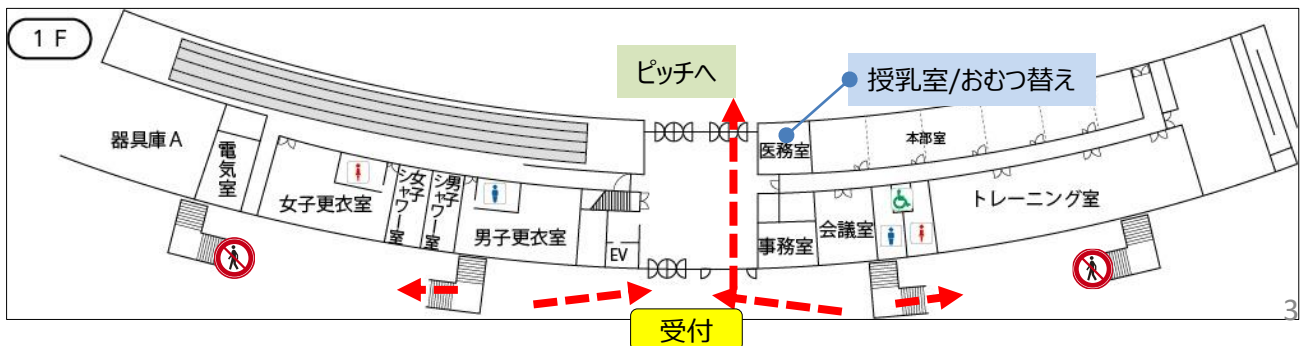 1 F
ピッチへ
授乳室/おむつ替え
器具庫A
電気室
女子更衣室
女子シャワー室
男子シャワー室
男子更衣室
EV
医務室
本部室
事務室
会議室
トレーニング室
受付
3